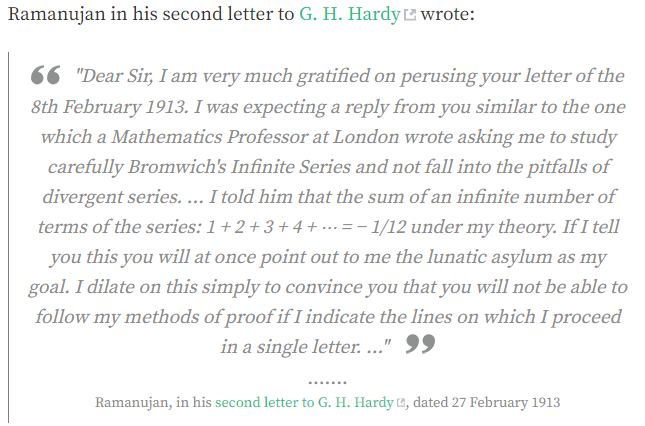 Ramanujan in his second letter to G. H. Hardy wrote:
“ "Dear Sir, I am very much gratified on perusing your letter of the
8th February 1913. I was expecting a reply from you similar to the one
which a Mathematics Professor at London wrote asking me to study
carefully Bromwich's Infinite Series and not fall into the pitfalls of
divergent series. ... I told him that the sum of an infinite number of
terms of the series: 1 + 2 + 3 + 4 + ··· = − 1/12 under my theory. If I tell
you this you will at once point out to me the lunatic asylum as my
goal. I dilate on this simply to convince you that you will not be able to
follow my methods of proof if I indicate the lines on which I proceed
in a single letter. ..." ”
.......
Ramanujan, in his second letter to G. H. Hardy, dated 27 February 1913